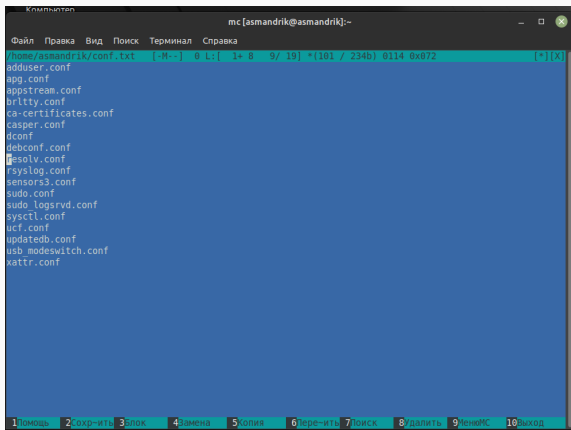 Компьютер
mc [asmandrik@asmandrik]:~
Файл Правка Вид Поиск Терминал Справка
/home/asmandrik/conf.txt [-M--] 0 L:[ 1+ 8 9/ 19] *(101 / 234b) 0114 0x072 [*][X]
adduser.conf
apg.conf
appstream.conf
brltty.conf
ca-certificates.conf
casper.conf
dconf
debconf.conf
resolv.conf
rsyslog.conf
sensors3.conf
sudo.conf
sudo_logsrvd.conf
sysctl.conf
ucf.conf
updatedb.conf
usb_modeswitch.conf
xattr.conf
1Помощь 2Сохр~ить 3Блок 4Замена 5Копия 6Пере~ить 7Поиск 8Удалить 9МенюMC 10Выход